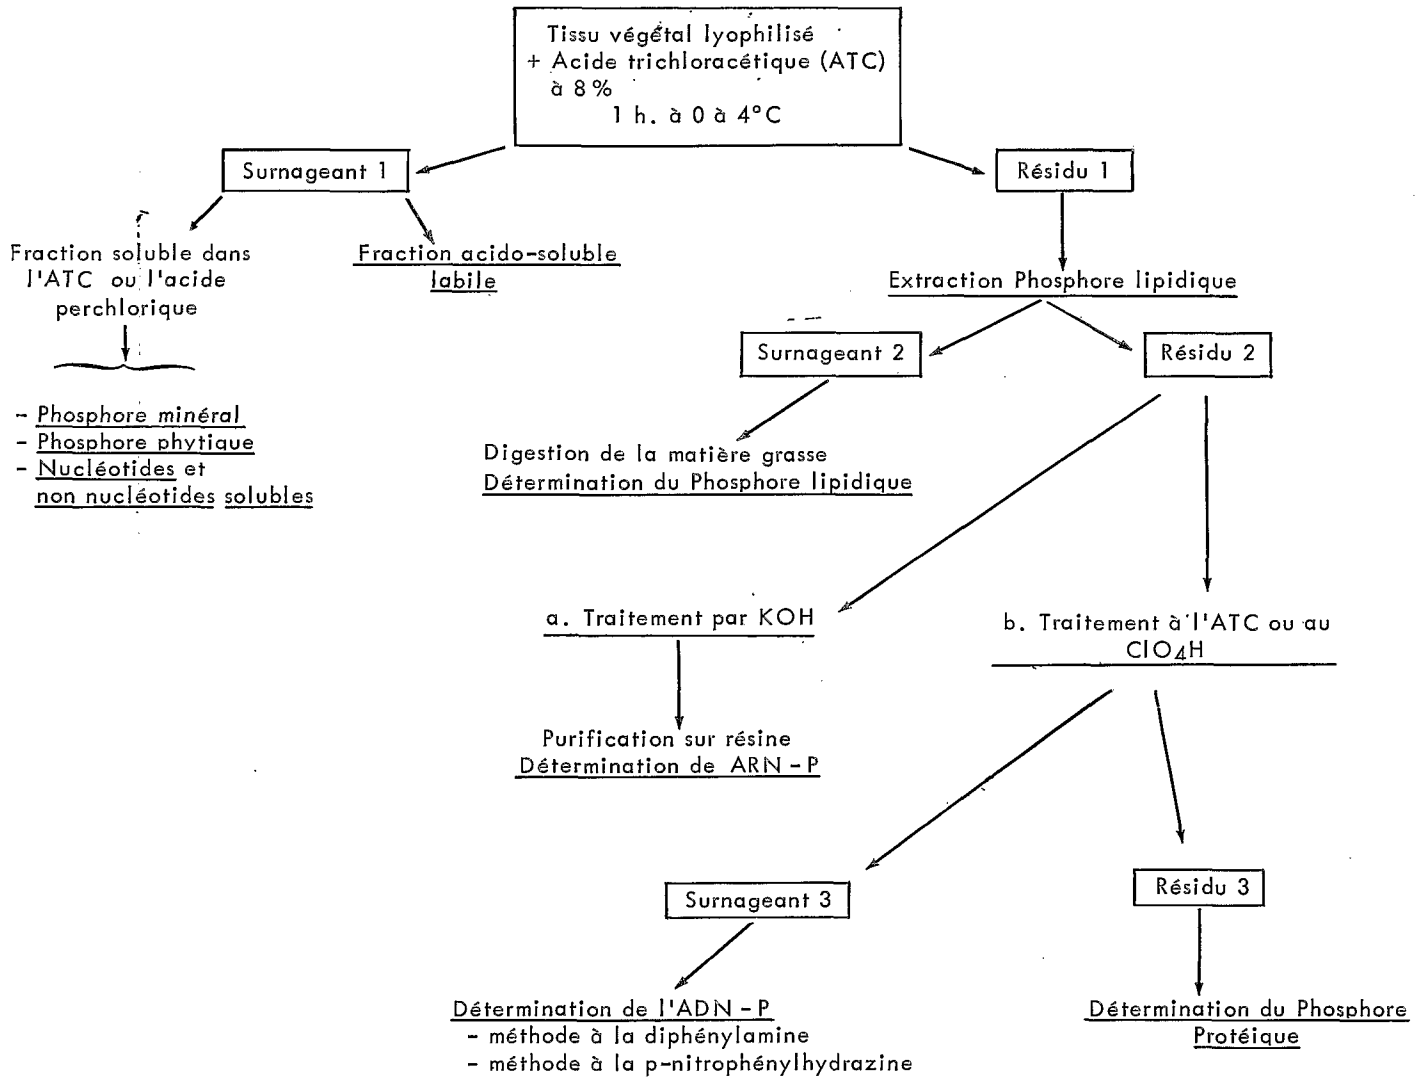 Tissu végétal lyophilisé
+ Acide trichloracétique (ATC)
à 8%
1 h. à 0 à 4°C
Surnageant 1
Résidu 1
Fraction soluble dans
l'ATC ou l'acide
perchlorique
Fraction acido-soluble
labile
Extraction Phosphore lipidique
Surnageant 2
Résidu 2
- Phosphore minéral
- Phosphore phytique
- Nucléotides et
non nucléotides solubles
Digestion de la matière grasse
Détermination du Phosphore lipidique
a. Traitement par KOH
b. Traitement à l'ATC ou au
ClO4H
Purification sur résine
Détermination de ARN - P
Surnageant 3
Résidu 3
Détermination de l'ADN - P
- méthode à la diphénylamine
- méthode à la p-nitrophénylhydrazine
Détermination du Phosphore
Protéique